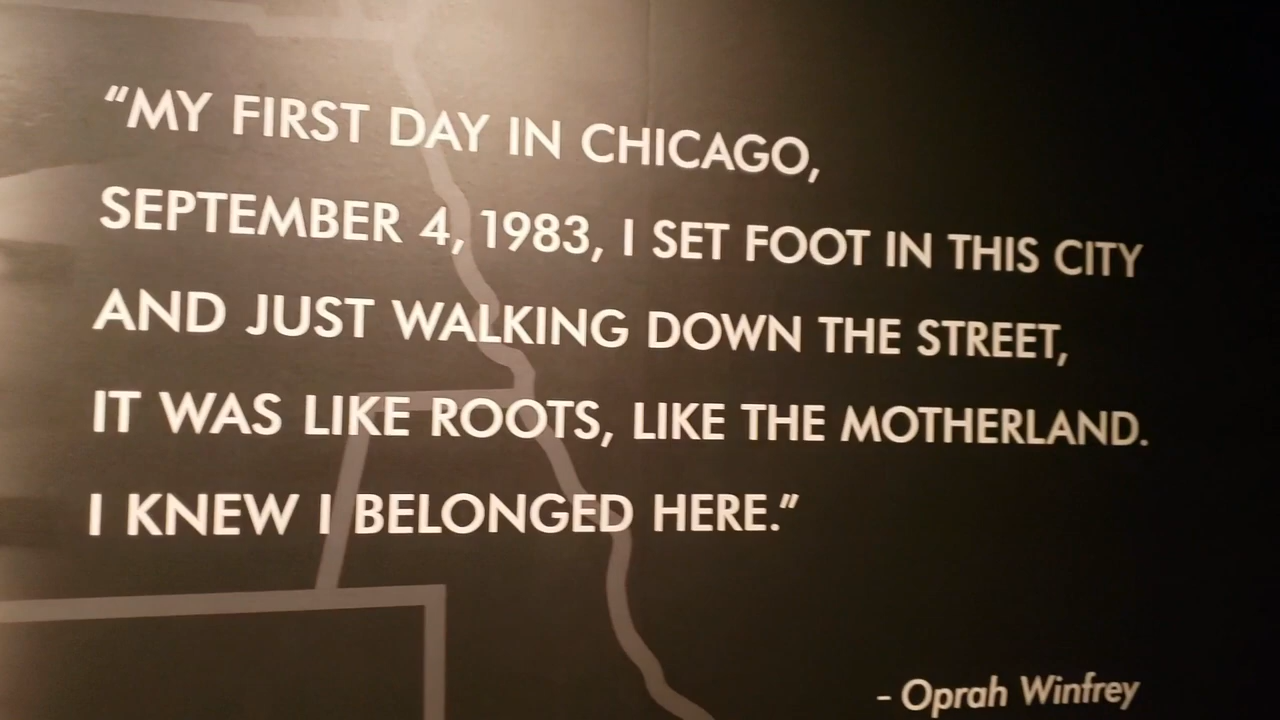 “MY FIRST DAY IN CHICAGO,
SEPTEMBER 4, 1983, I SET FOOT IN THIS CITY
AND JUST WALKING DOWN THE STREET,
IT WAS LIKE ROOTS, LIKE THE MOTHERLAND.
I KNEW I BELONGED HERE.”
– Oprah Winfrey